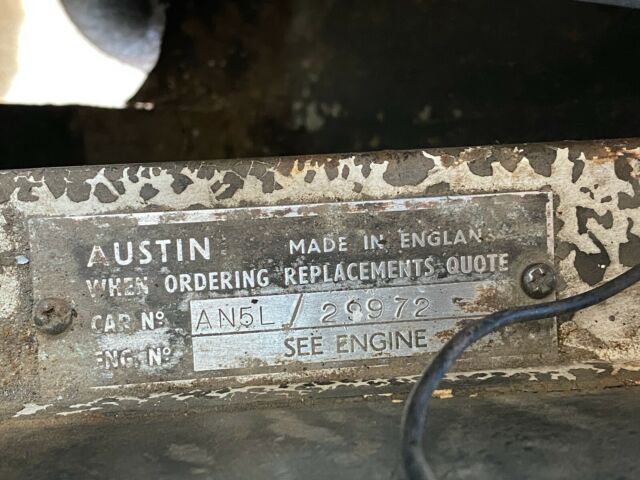 AUSTIN MADE IN ENGLAN
WHEN ORDERING REPLACEMENTS QUOTE
CAR Nº AN5L/29972
ENG. Nº SEE ENGINE